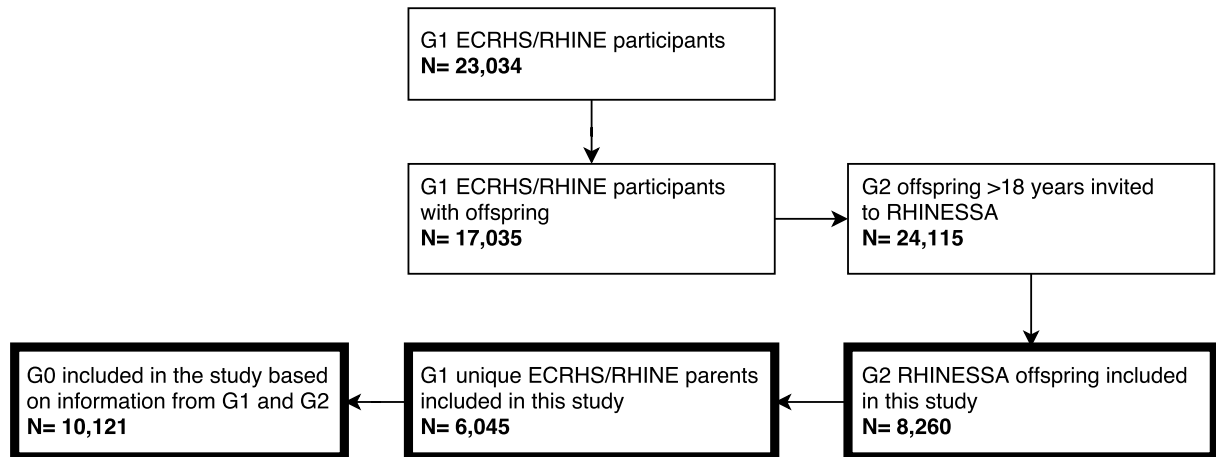 G1 ECRHS/RHINE participants
N= 23,034
G1 ECRHS/RHINE participants
with offspring
N= 17,035
G2 offspring >18 years invited
to RHINESSA
N= 24,115
G0 included in the study based
on information from G1 and G2
N= 10,121
G1 unique ECRHS/RHINE parents
included in this study
N= 6,045
G2 RHINESSA offspring included
in this study
N= 8,260